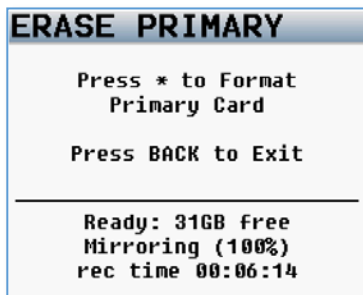 ERASE PRIMARY
Press * to Format
Primary Card
Press BACK to Exit
Ready: 31GB free
Mirroring (100%)
rec time 00:06:14